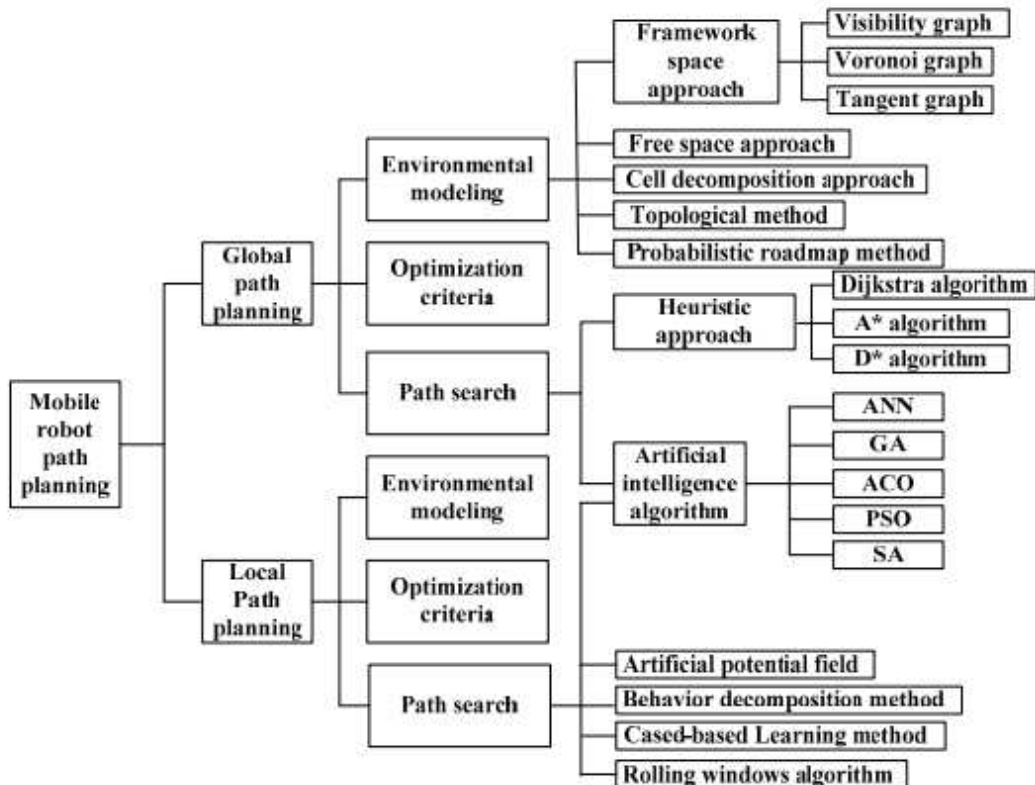 Mobile
robot
path
planning
Global
path
planning
Local
Path
planning
Environmental
modeling
Optimization
criteria
Path search
Environmental
modeling
Optimization
criteria
Path search
Framework
space
approach
Visibility graph
Voronoi graph
Tangent graph
Free space approach
Cell decomposition approach
Topological method
Probabilistic roadmap method
Heuristic
approach
Dijkstra algorithm
A* algorithm
D* algorithm
Artificial
intelligence
algorithm
ANN
GA
ACO
PSO
SA
Artificial potential field
Behavior decomposition method
Cased-based Learning method
Rolling windows algorithm